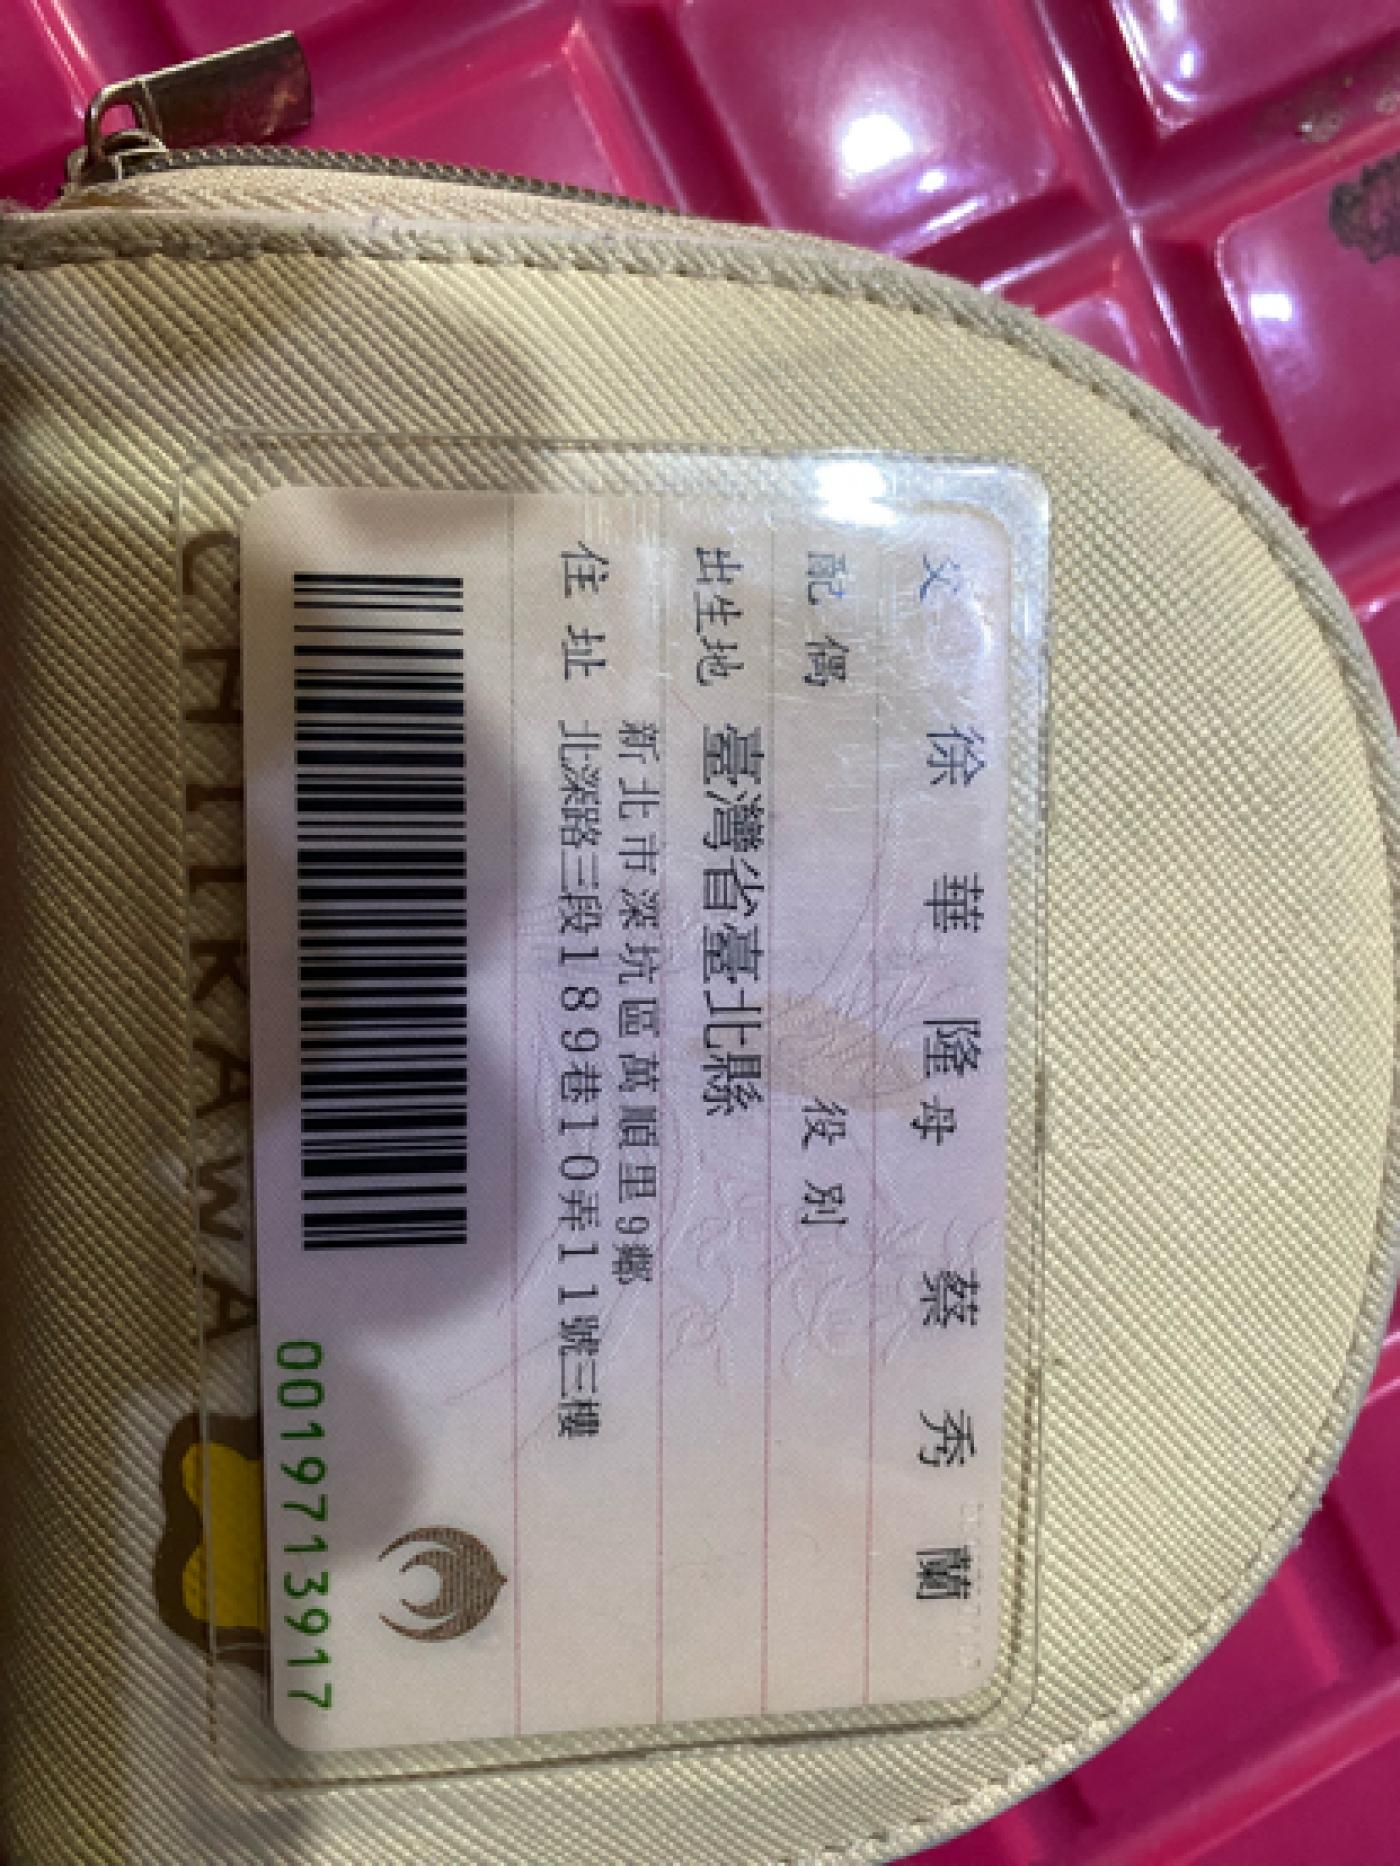 父 徐華隆 母 蔡秀蘭
配偶 役別
出生地 臺灣省臺北縣
住址 新北市深坑區萬順里9鄰
北深路三段189巷10弄11號三樓
0019713917
CHIIKAWA